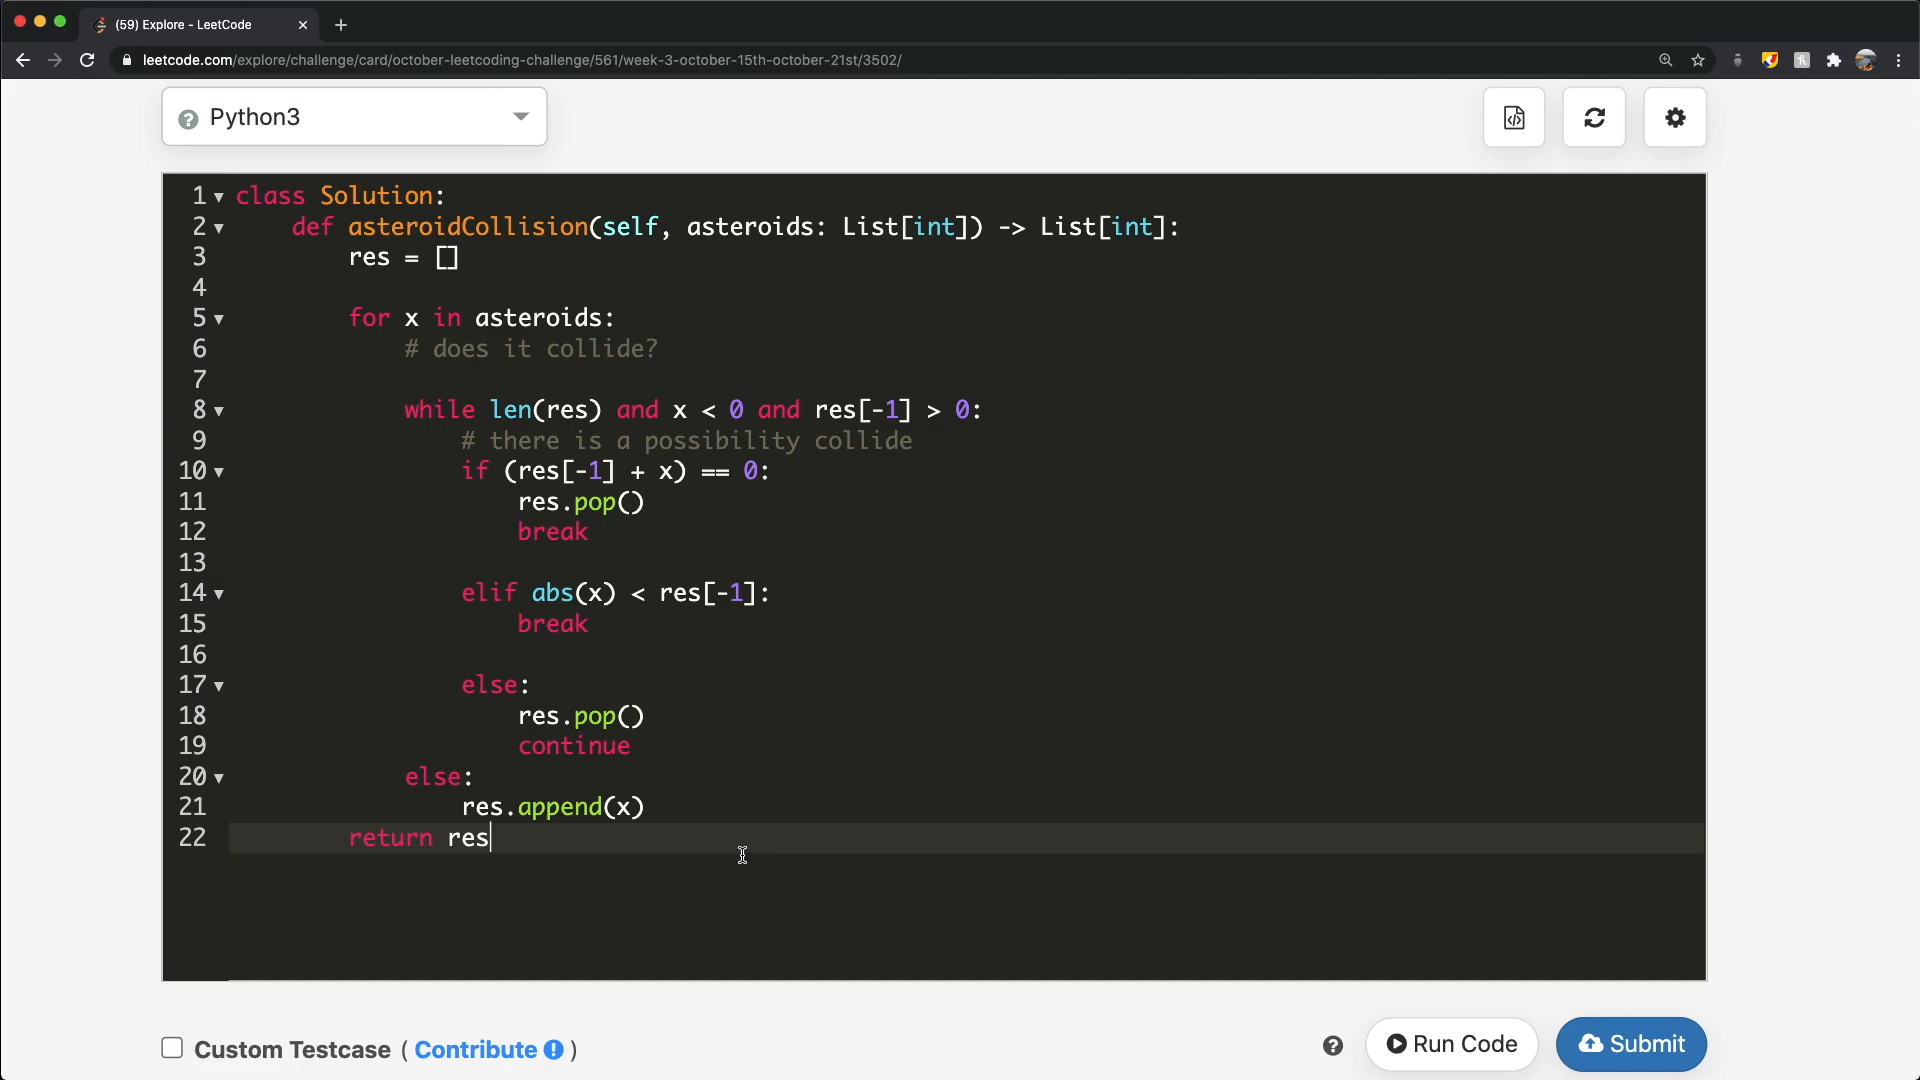 (59) Explore - LeetCode
leetcode.com/explore/challenge/card/october-leetcoding-challenge/561/week-3-october-15th-october-21st/3502/
Python3
1 class Solution:
2     def asteroidCollision(self, asteroids: List[int]) -> List[int]:
3         res = []
4
5         for x in asteroids:
6             # does it collide?
7
8             while len(res) and x < 0 and res[-1] > 0:
9                 # there is a possibility collide
10                 if (res[-1] + x) == 0:
11                     res.pop()
12                     break
13
14                 elif abs(x) < res[-1]:
15                     break
16
17                 else:
18                     res.pop()
19                     continue
20             else:
21                 res.append(x)
22         return res
Custom Testcase ( Contribute ! )
? Run Code Submit